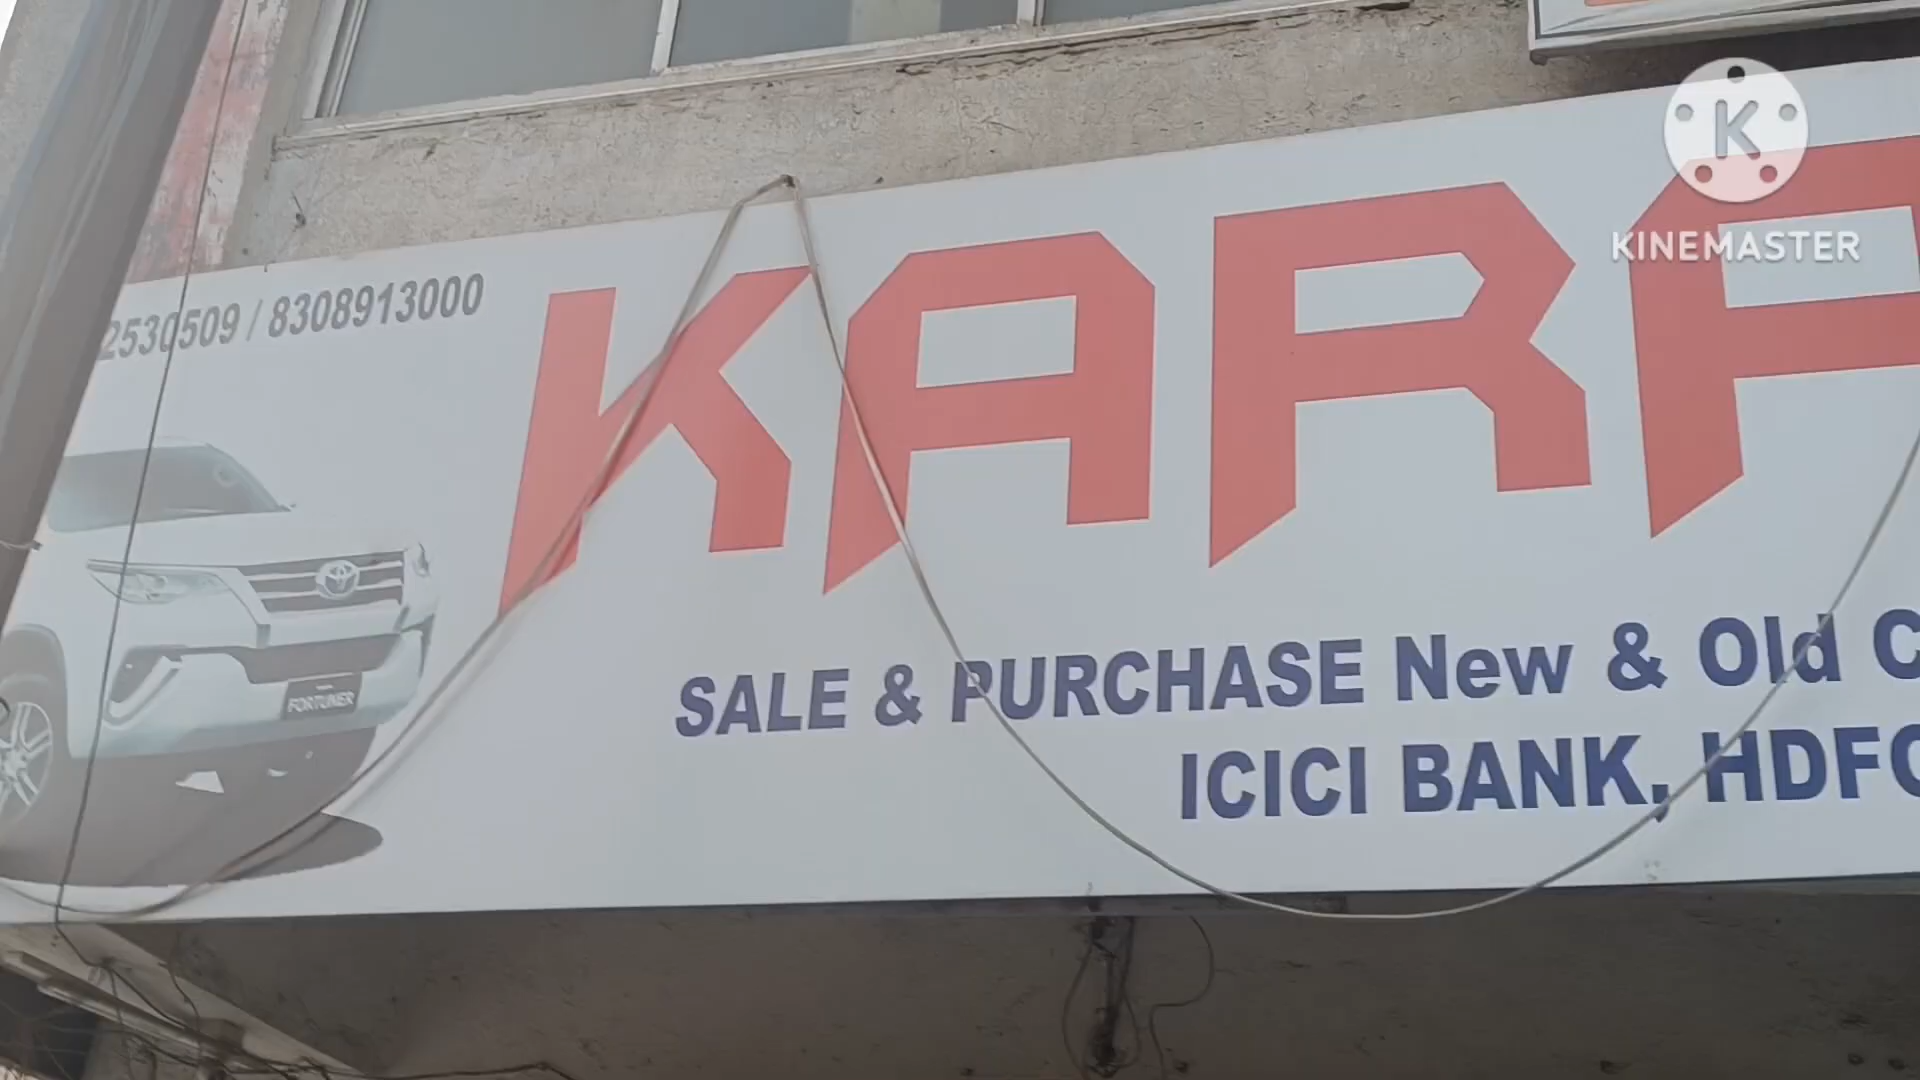 2530509 / 8308913000
KARA
SALE & PURCHASE New & Old C
ICICI BANK, HDFC
FORTUNER
K
KINEMASTER